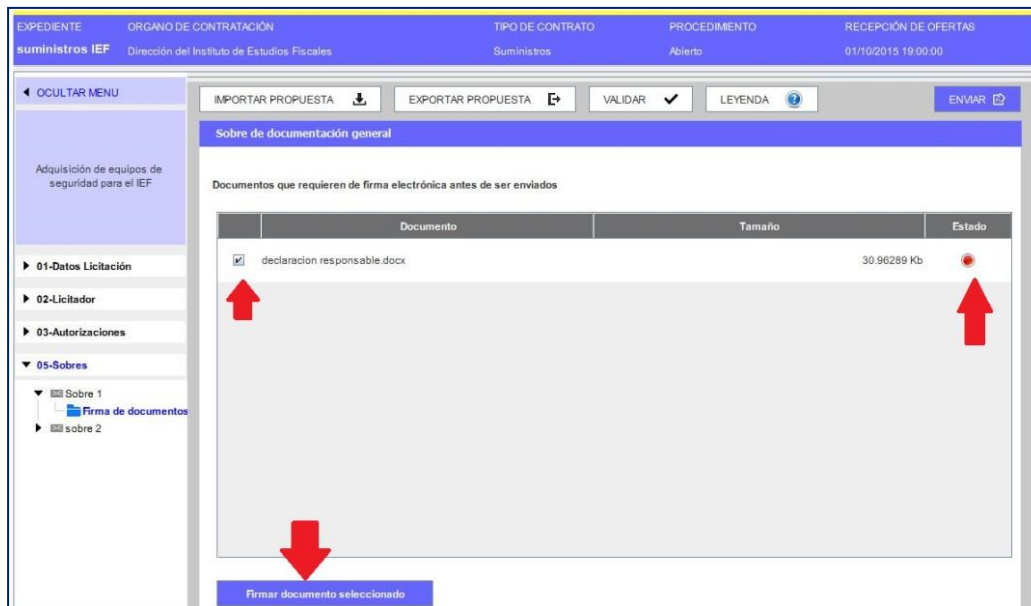 EXPEDIENTE ORGANO DE CONTRATACIÓN TIPO DE CONTRATO PROCEDIMIENTO RECEPCIÓN DE OFERTAS
suministros IEF Dirección del Instituto de Estudios Fiscales Suministros Abierto 01/10/2015 19:00:00
OCULTAR MENU
IMPORTAR PROPUESTA EXPORTAR PROPUESTA VALIDAR LEYENDA ENVIAR
Sobre de documentación general
Adquisición de equipos de
seguridad para el IEF
Documentos que requieren de firma electrónica antes de ser enviados
Documento Tamaño Estado
declaracion responsable.docx 30.96289 Kb
01-Datos Licitación
02-Licitador
03-Autorizaciones
05-Sobres
Sobre 1
Firma de documentos
sobre 2
Firmar documento seleccionado